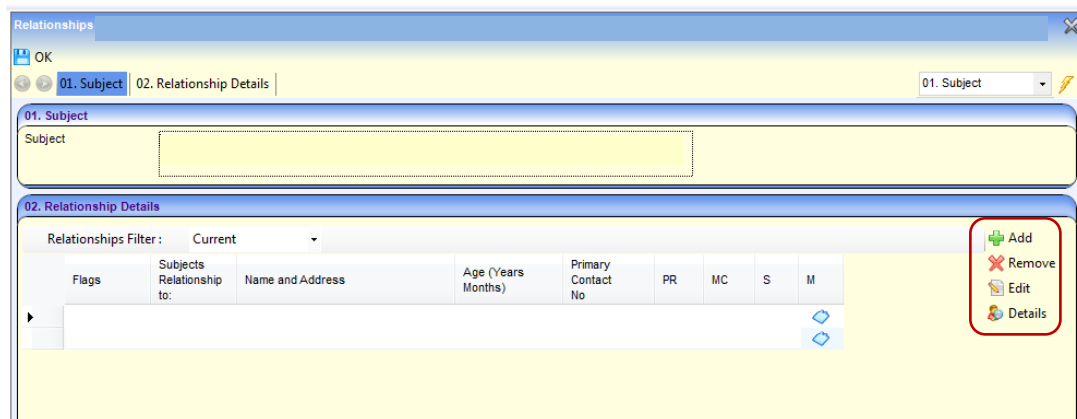 Relationships
OK
01. Subject 02. Relationship Details 01. Subject
01. Subject
Subject
02. Relationship Details
Relationships Filter : Current
Add
Remove
Edit
Details
Flags Subjects Relationship to: Name and Address Age (Years Months) Primary Contact No PR MC S M